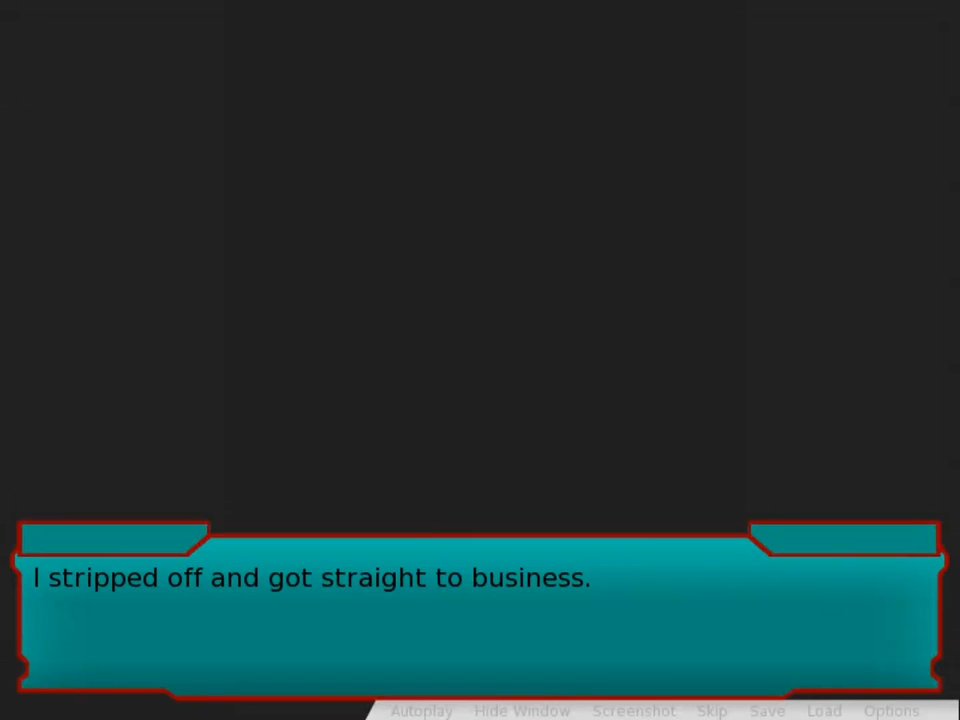 I stripped off and got straight to business.
Autoplay Hide Window Screenshot Skip Save Load Options